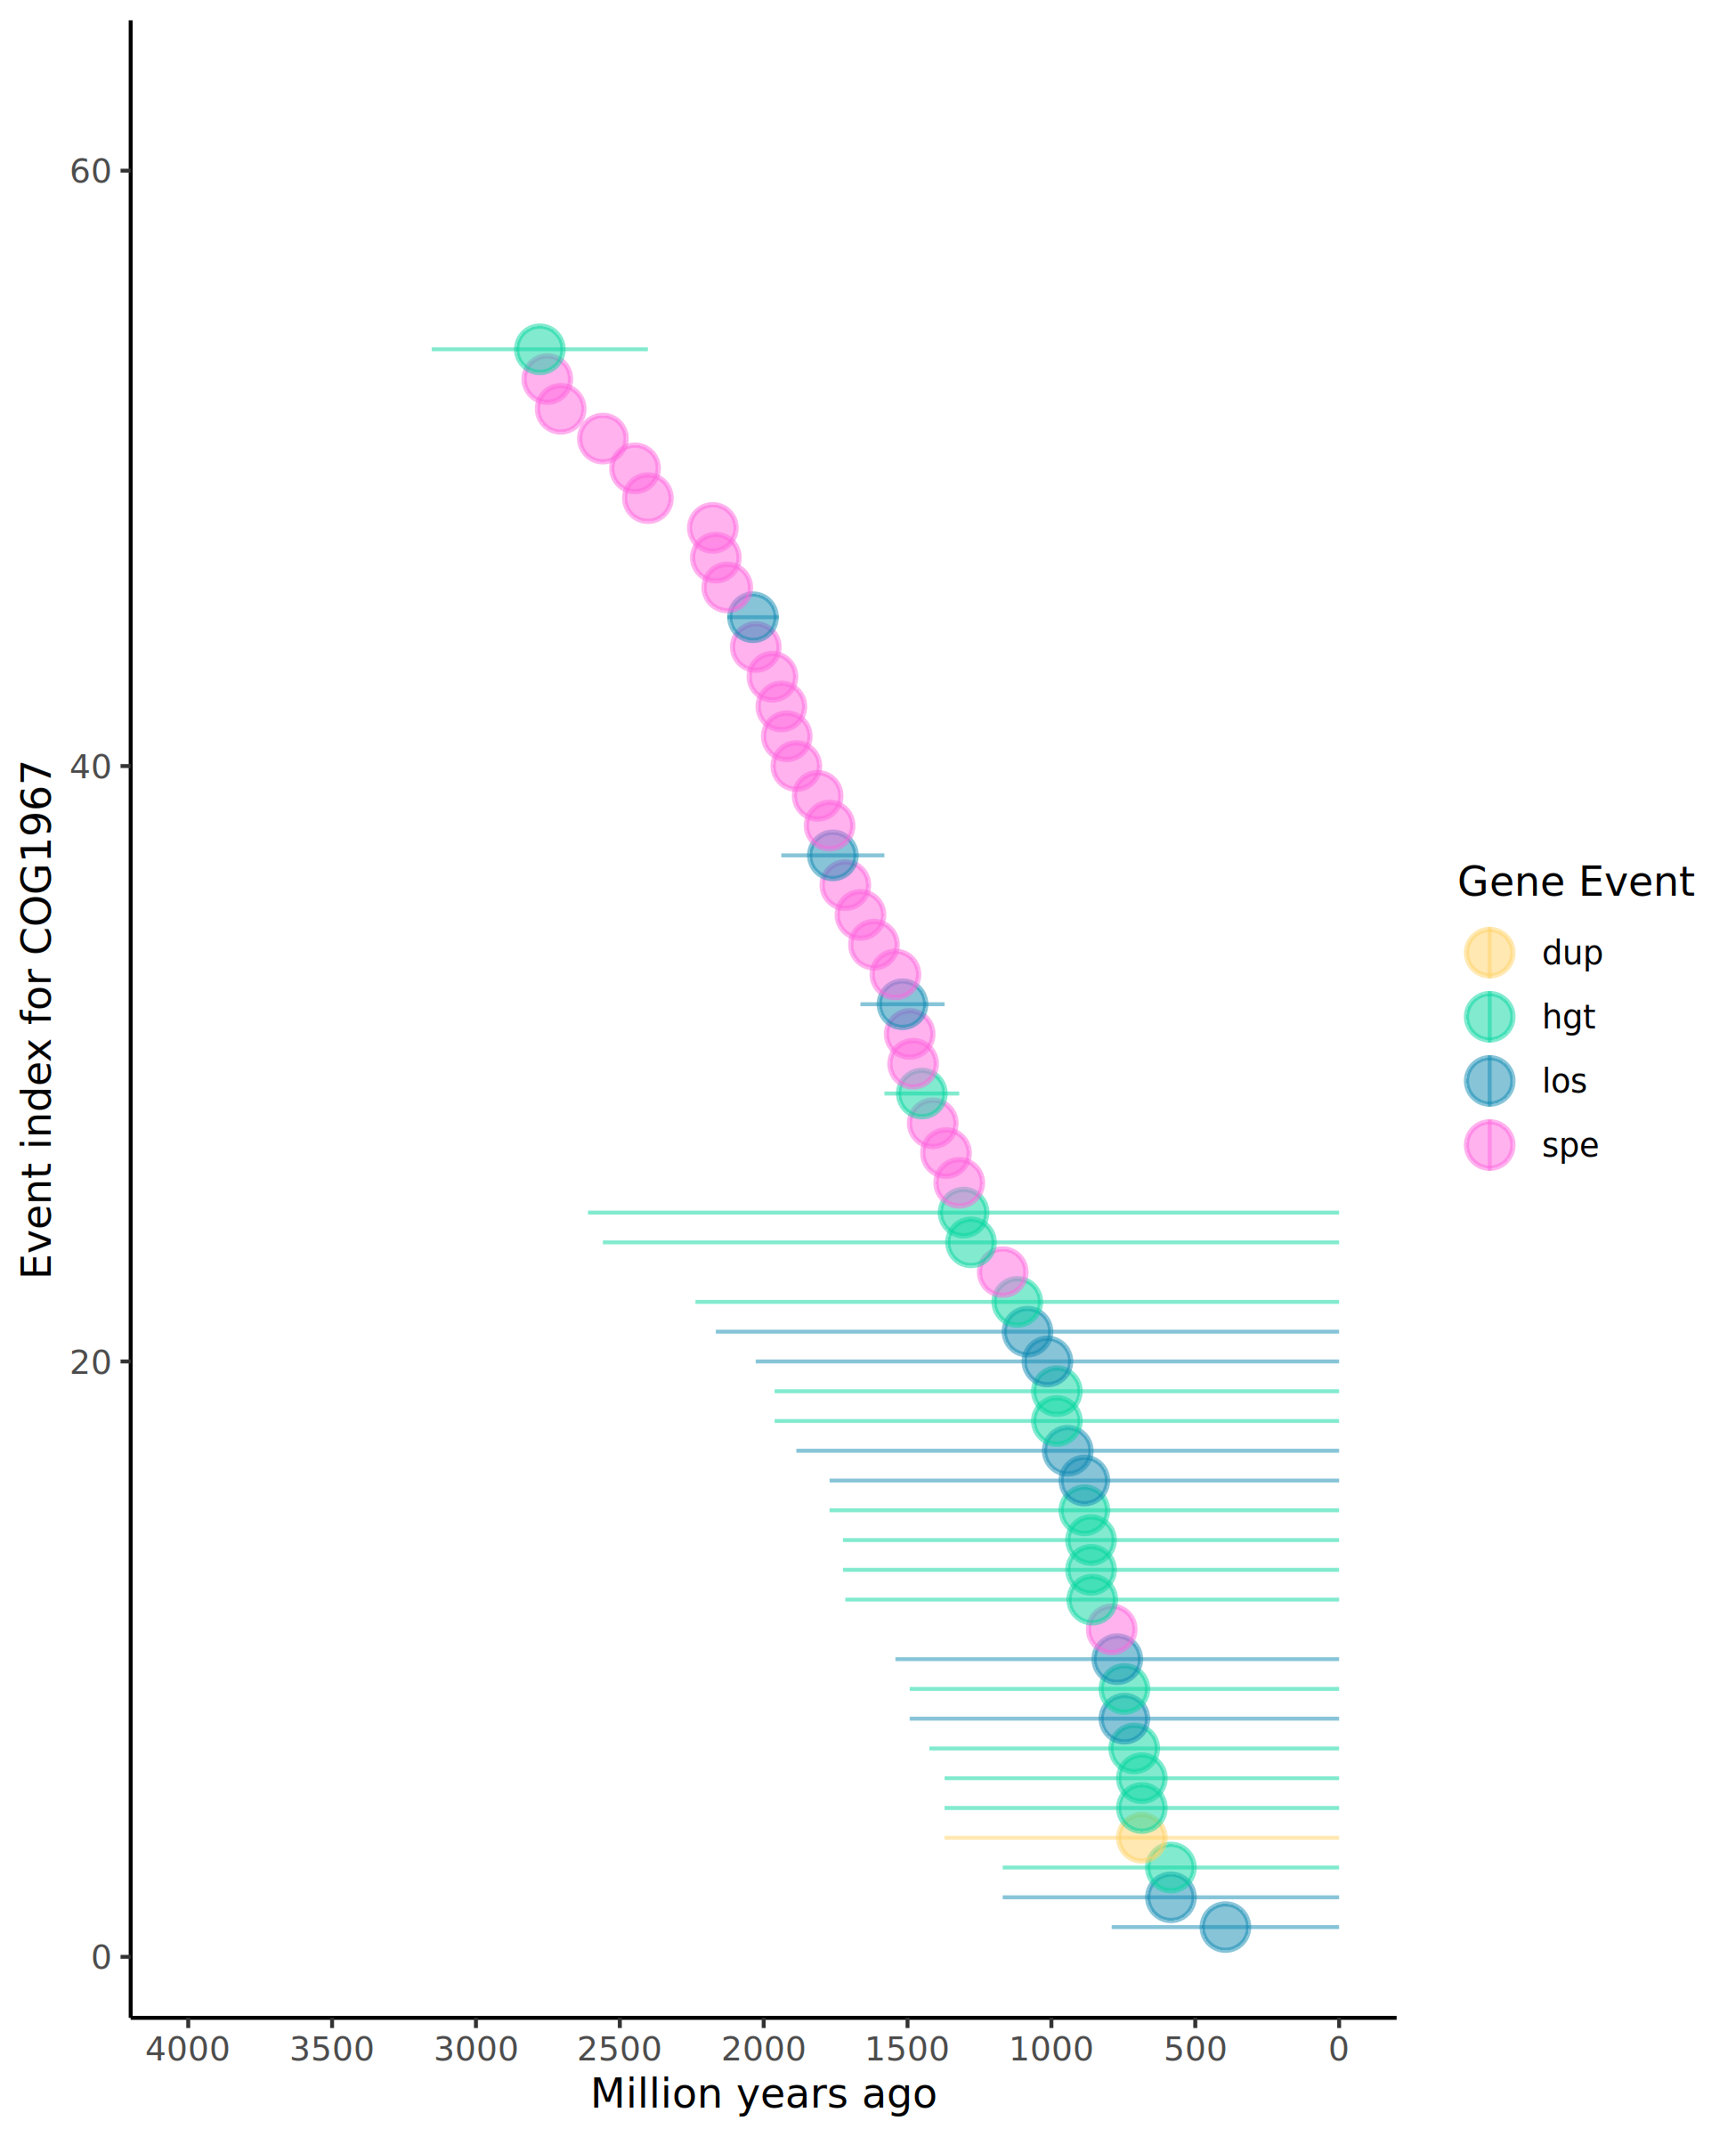 60
40
20
0
Event index for COG1967
4000 3500 3000 2500 2000 1500 1000 500 0
Million years ago
Gene Event
dup
hgt
los
spe